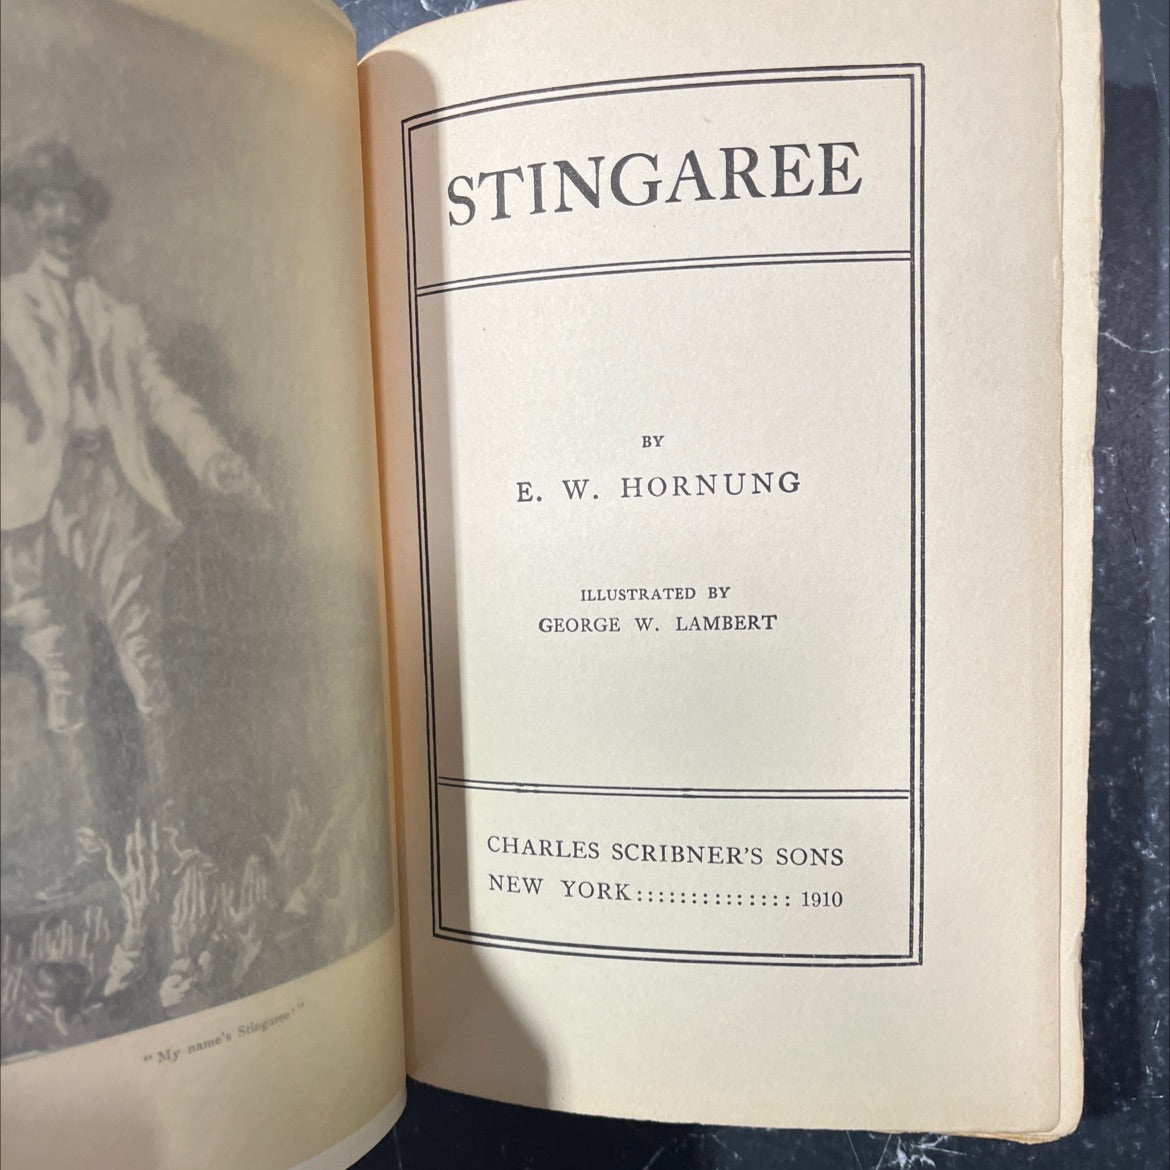 "My name's Stingaree'"
STINGAREE
BY
E. W. HORNUNG
ILLUSTRATED BY
GEORGE W. LAMBERT
CHARLES SCRIBNER'S SONS
NEW YORK::::::::::::::: 1910